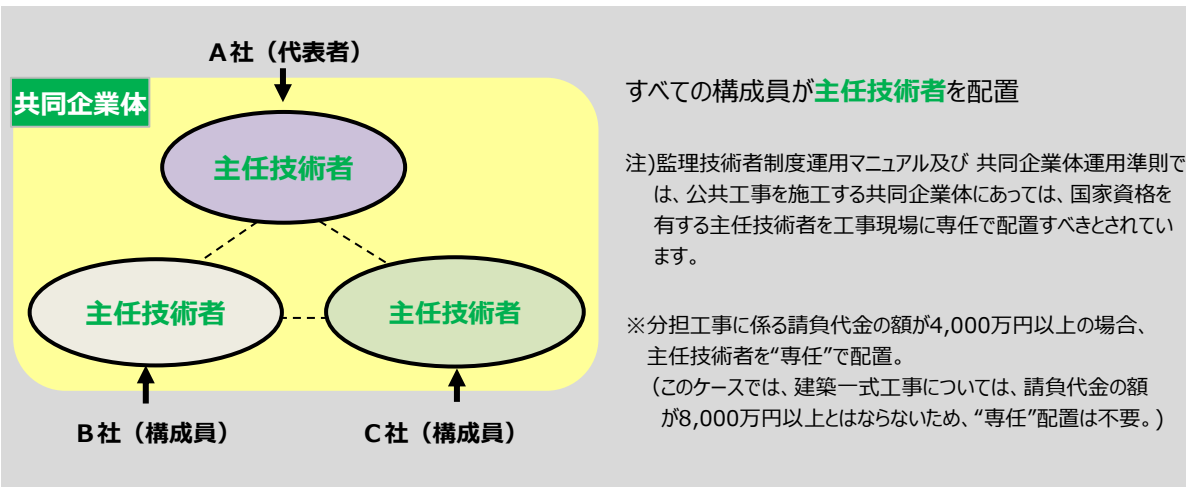 A社（代表者）
共同企業体
主任技術者
主任技術者
主任技術者
B社（構成員）
C社（構成員）
すべての構成員が主任技術者を配置
注)監理技術者制度運用マニュアル及び 共同企業体運用準則で
は、公共工事を施工する共同企業体にあっては、国家資格を
有する主任技術者を工事現場に専任で配置すべきとされてい
ます。
※分担工事に係る請負代金の額が4,000万円以上の場合、
主任技術者を“専任”で配置。
（このケースでは、建築一式工事については、請負代金の額
が8,000万円以上とはならないため、“専任”配置は不要。)